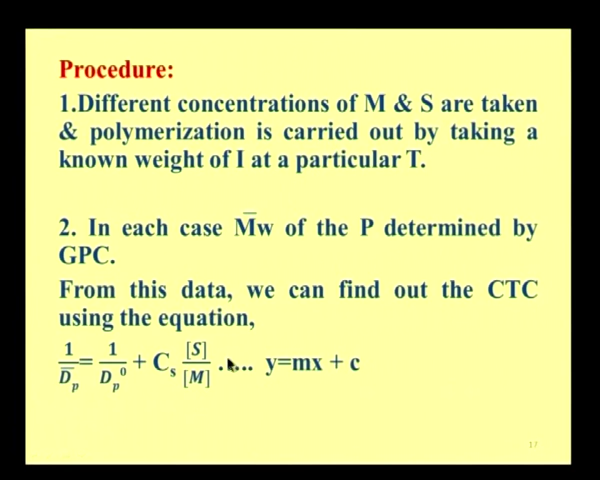 Procedure:
1.Different concentrations of M & S are taken
& polymerization is carried out by taking a
known weight of I at a particular T.
2. In each case M̅w of the P determined by
GPC.
From this data, we can find out the CTC
using the equation,
1/D̅p = 1/Dp⁰ + Cs [S]/[M] ..... y=mx + c
17